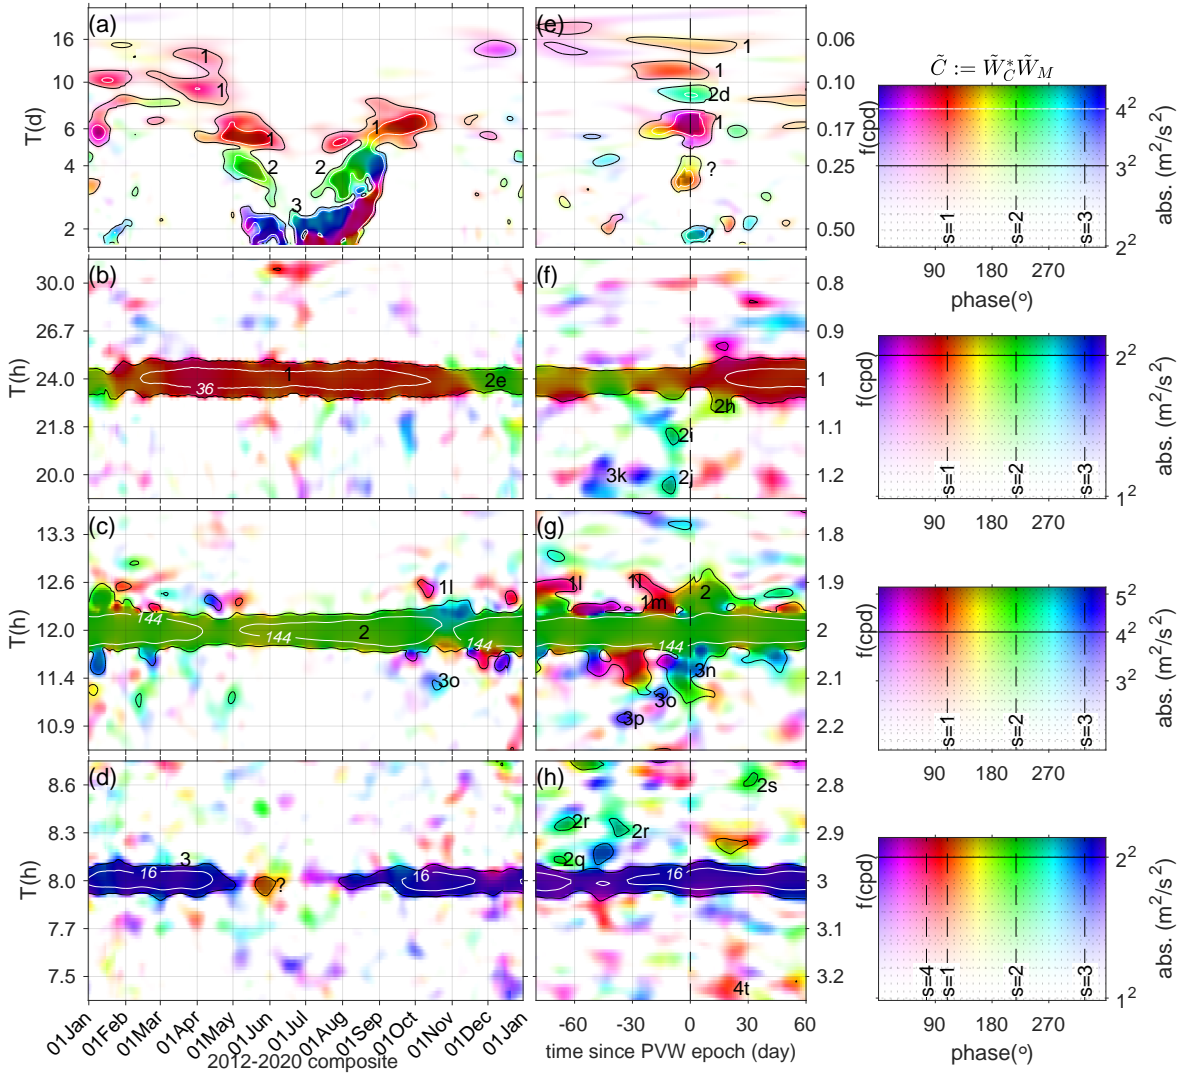 (a)
16
10
6
4
2
T(d)
1
1
1
1
2
2
3
(e)
0.06
0.10
0.17
0.25
0.50
f(cpd)
1
1
2d
1
?
?
C̃ := W̃*_C W̃_M
4²
3²
2²
abs. (m²/s²)
s=1
s=2
s=3
90 180 270
phase(°)
(b)
30.0
26.7
24.0
21.8
20.0
T(h)
1
36
2e
(f)
0.8
0.9
1
1.1
1.2
f(cpd)
2h
2i
2j
3k
2²
1²
abs. (m²/s²)
s=1
s=2
s=3
90 180 270
(c)
13.3
12.6
12.0
11.4
10.9
T(h)
144
144
144
2
1l
3o
(g)
1.8
1.9
2
2.1
2.2
f(cpd)
1l
1l
1m
2
144
3n
3o
3p
5²
4²
3²
abs. (m²/s²)
s=1
s=2
s=3
90 180 270
(d)
8.6
8.3
8.0
7.7
7.5
T(h)
3
16
?
16
(h)
2.8
2.9
3
3.1
3.2
f(cpd)
2s
2r
2r
2q
16
4t
2²
1²
abs. (m²/s²)
s=4
s=1
s=2
s=3
90 180 270
phase(°)
01Jan 01Feb 01Mar 01Apr 01May 01Jun 01Jul 01Aug 01Sep 01Oct 01Nov 01Dec 01Jan
2012-2020 composite
-60 -30 0 30 60
time since PVW epoch (day)